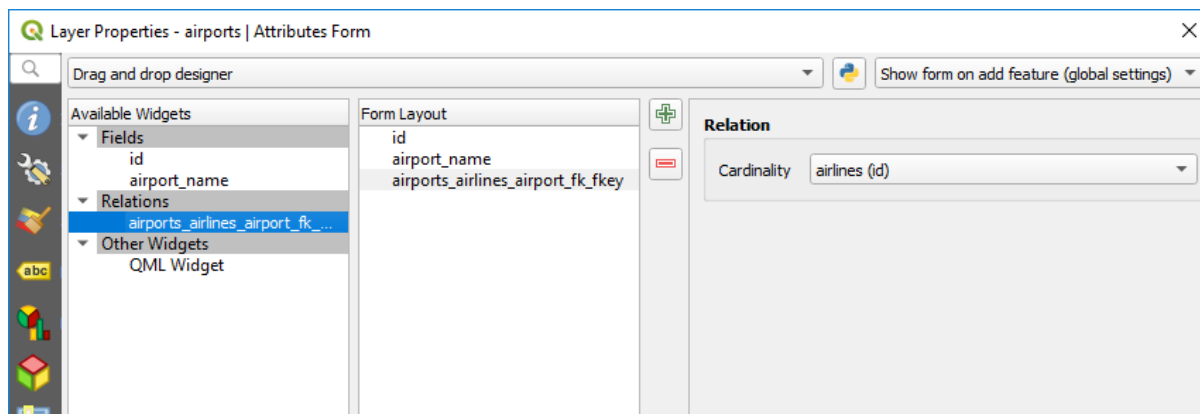 Layer Properties - airports | Attributes Form
Drag and drop designer
Show form on add feature (global settings)
Available Widgets
Fields
id
airport_name
Relations
airports_airlines_airport_fk_...
Other Widgets
QML Widget
Form Layout
id
airport_name
airports_airlines_airport_fk_fkey
Relation
Cardinality airlines (id)
abc